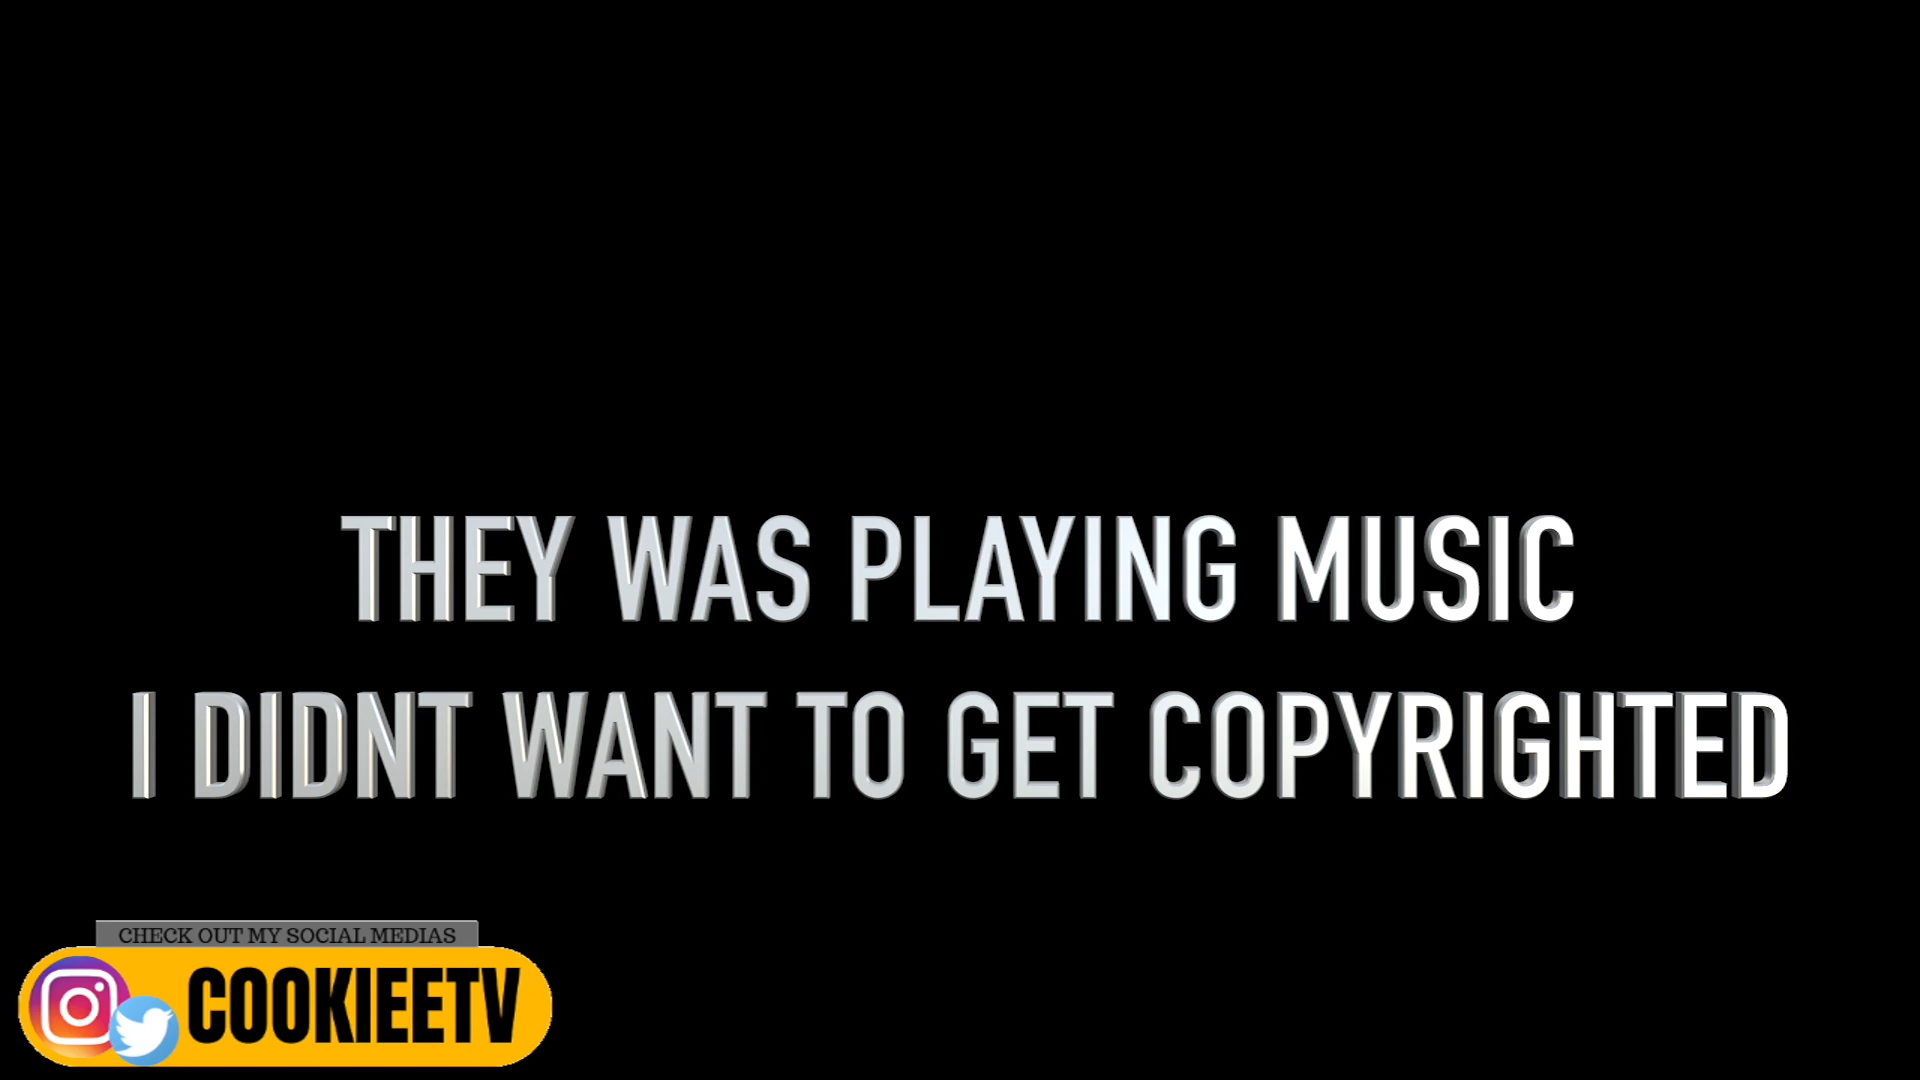 THEY WAS PLAYING MUSIC
I DIDNT WANT TO GET COPYRIGHTED
CHECK OUT MY SOCIAL MEDIAS
COOKIEETV